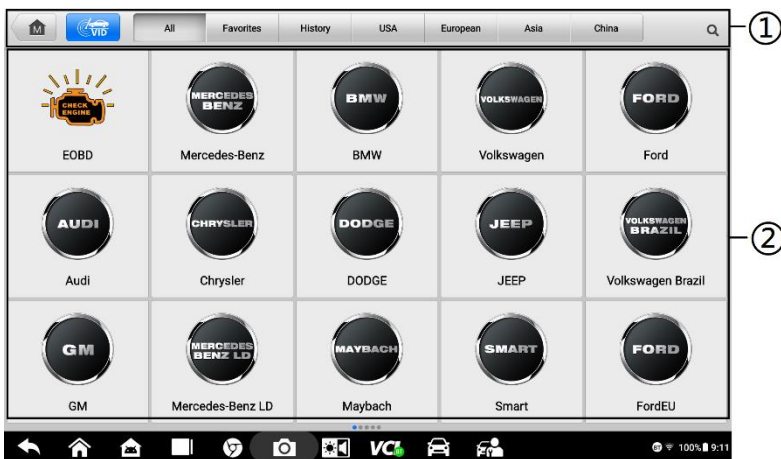 M VID All Favorites History USA European Asia China ①
CHECK ENGINE
MERCEDES BENZ
BMW
VOLKSWAGEN
FORD
EOBD Mercedes-Benz BMW Volkswagen Ford
AUDI
CHRYSLER
DODGE
JEEP
VOLKSWAGEN BRAZIL
②
Audi Chrysler DODGE JEEP Volkswagen Brazil
GM
MERCEDES BENZ LD
MAYBACH
SMART
FORD
GM Mercedes-Benz LD Maybach Smart FordEU
VCI BT 100% 9:11